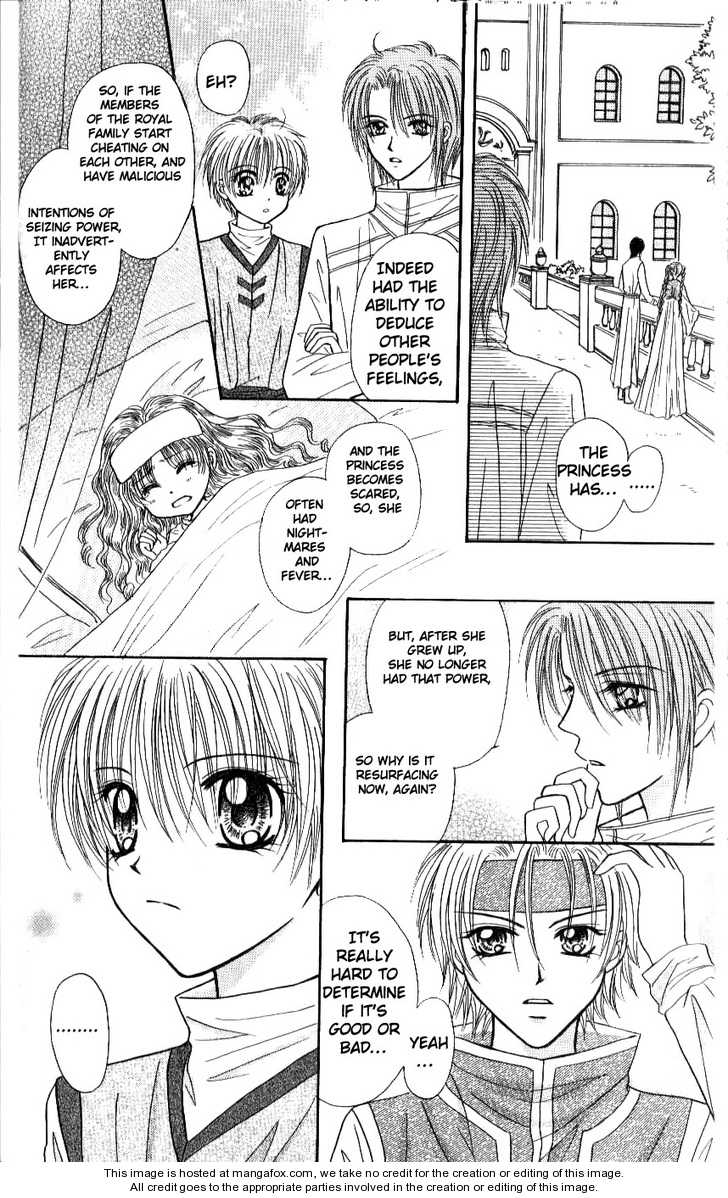 THE
PRINCESS
HAS... .....
EH?
INDEED
HAD THE
ABILITY TO
DEDUCE
OTHER
PEOPLE'S
FEELINGS,
SO, IF THE
MEMBERS
OF THE ROYAL
FAMILY START
CHEATING ON
EACH OTHER, AND
HAVE MALICIOUS
INTENTIONS OF
SEIZING POWER,
IT INADVERT-
ENTLY
AFFECTS
HER...
AND THE
PRINCESS
BECOMES
SCARED,
SO, SHE
OFTEN
HAD
NIGHT-
MARES
AND
FEVER...
BUT, AFTER SHE
GREW UP,
SHE NO LONGER
HAD THAT POWER,
SO WHY IS IT
RESURFACING
NOW, AGAIN?
IT'S
REALLY
HARD TO
DETERMINE
IF IT'S
GOOD OR
BAD...
YEAH
...
.........
This image is hosted at mangafox.com, we take no credit for the creation or editing of this image.
All credit goes to the appropriate parties involved in the creation or editing of this image.